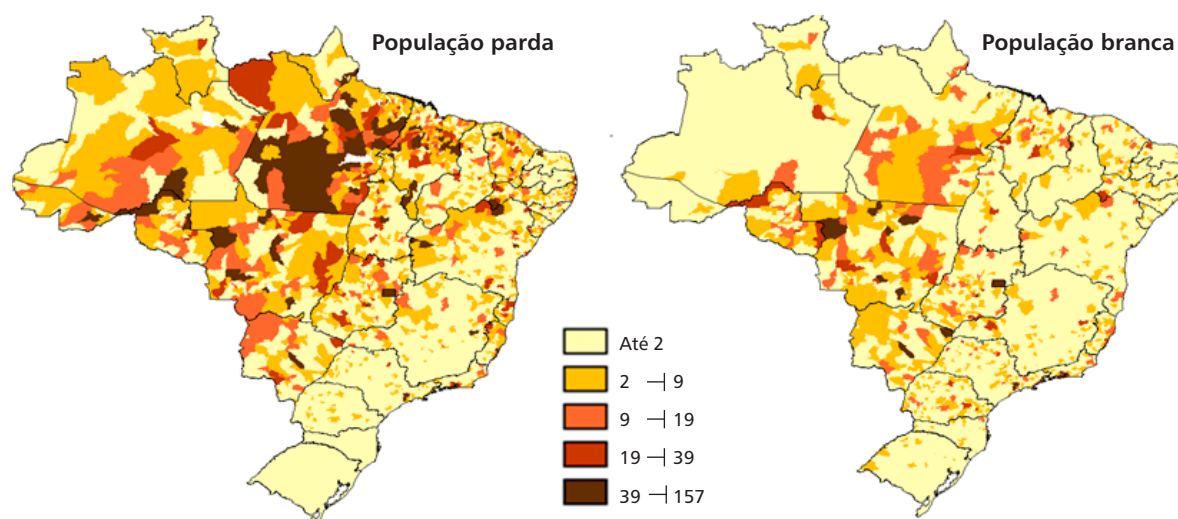 População parda
População branca
Até 2
2 ⊣ 9
9 ⊣ 19
19 ⊣ 39
39 ⊣ 157